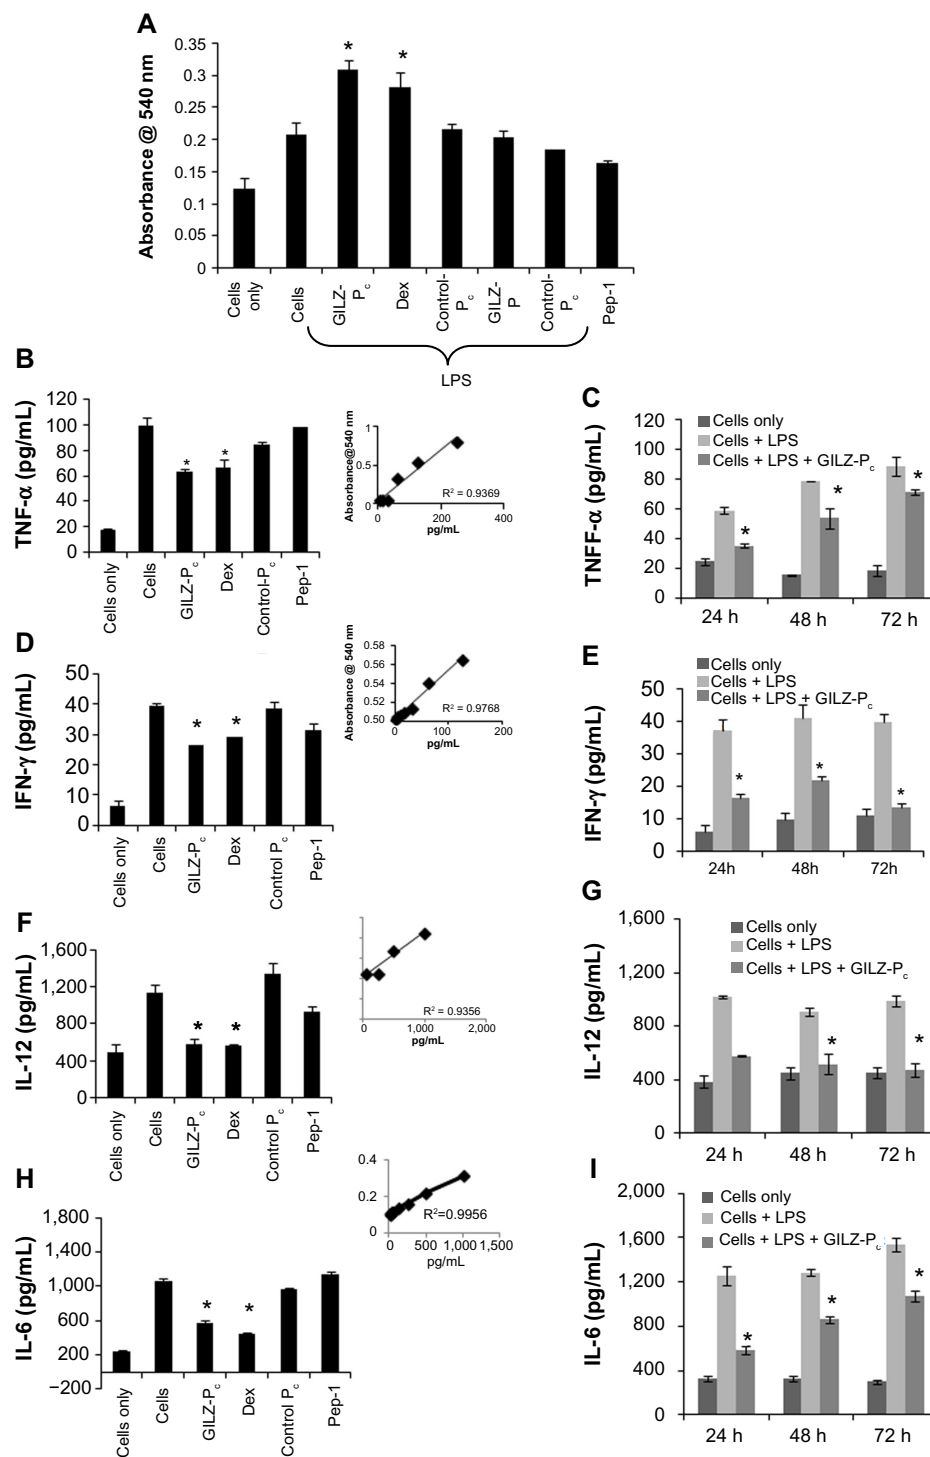 A
Absorbance @ 540 nm
0.35
0.3
0.25
0.2
0.15
0.1
0.05
0
*
*
Cells only
Cells
GILZ-Pc
Dex
Control-Pc
GILZ-P
Control-Pc
Pep-1
LPS
B
TNF-α (pg/mL)
120
100
80
60
40
20
0
*
*
Cells only
Cells
GILZ-Pc
Dex
Control-Pc
Pep-1
Absorbance@540 nm
1
0.5
0
R² = 0.9369
0 200 400
pg/mL
C
TNFF-α (pg/mL)
120
100
80
60
40
20
0
Cells only
Cells + LPS
Cells + LPS + GILZ-Pc
*
*
*
24 h 48 h 72 h
D
IFN-γ (pg/mL)
50
40
30
20
10
0
*
*
Cells only
Cells
GILZ-Pc
Dex
Control Pc
Pep-1
Absorbance @ 540 nm
0.58
0.56
0.54
0.52
0.50
R² = 0.9768
0 100 200
pg/mL
E
IFN-γ (pg/mL)
50
40
30
20
10
0
Cells only
Cells + LPS
Cells + LPS + GILZ-Pc
*
*
*
24h 48h 72h
F
IL-12 (pg/mL)
1,600
1,200
800
400
0
*
*
Cells only
Cells
GILZ-Pc
Dex
Control Pc
Pep-1
R² = 0.9356
0 1,000 2,000
pg/mL
G
IL-12 (pg/mL)
1,600
1,200
800
400
0
Cells only
Cells + LPS
Cells + LPS + GILZ-Pc
*
*
24 h 48 h 72 h
H
IL-6 (pg/mL)
1,800
1,400
1,000
600
200
−200
*
*
Cells only
Cells
GILZ-Pc
Dex
Control Pc
Pep-1
0.4
0.2
0
R²=0.9956
0 500 1,000 1,500
pg/mL
I
IL-6 (pg/mL)
2,000
1,600
1,200
800
400
0
Cells only
Cells + LPS
Cells + LPS + GILZ-Pc
*
*
*
24 h 48 h 72 h